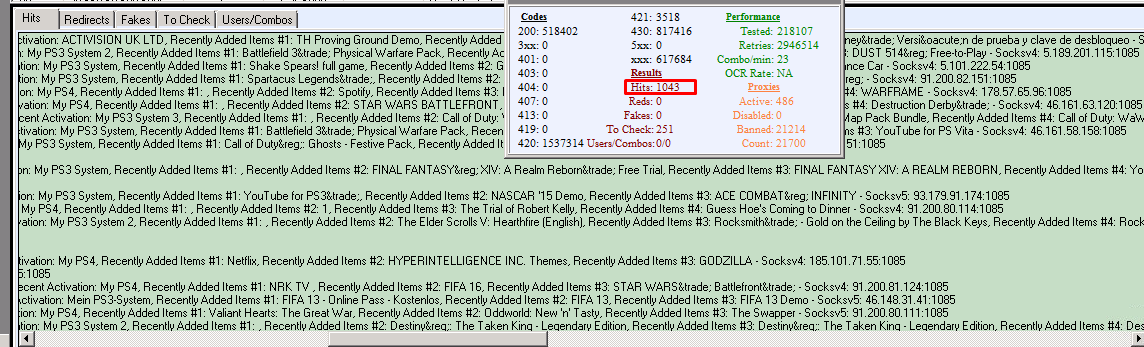 Hits Redirects Fakes To Check Users/Combos
Codes 421: 3518 Performance
200: 518402 430: 817416 Tested: 218107
3xx: 0 5xx: 0 Retries: 2946514
401: 0 xxx: 617684 Combo/min: 23
403: 0 Results OCR Rate: NA
404: 0 Hits: 1043 Proxies
407: 0 Reds: 0 Active: 486
413: 0 Fakes: 0 Disabled: 0
419: 0 To Check: 251 Banned: 21214
420: 1537314 Users/Combos: 0/0 Count: 21700
ctivation: ACTIVISION UK LTD, Recently Added Items #1: TH Proving Ground Demo, Recently Added ney&trade; Versi&oacute;n de prueba y clave de desbloqueo - Sc
on: My PS3 System 2, Recently Added Items #1: Battlefield 3&trade; Physical Warfare Pack, Recently #3: DUST 514&reg; Free-to-Play - Socksv4: 5.189.201.115:1085
ion: My PS3 System, Recently Added Items #1: Shake Spears! full game, Recently Added Items #2: G ance Car - Socksv4: 5.101.222.54:1085
ion: My PS3 System, Recently Added Items #1: Spartacus Legends&trade;, Recently Added Items #2: - Socksv4: 91.200.82.151:1085
tivation: My PS4, Recently Added Items #1: , Recently Added Items #2: Spotify, Recently Added Items #3: : WARFRAME - Socksv4: 178.57.65.96:1085
tivation: My PS4, Recently Added Items #1: , Recently Added Items #2: STAR WARS BATTLEFRONT, #4: Destruction Derby&trade; - Socksv4: 46.161.63.120:1085
ecent Activation: My PS3 System 3, Recently Added Items #1: , Recently Added Items #2: Call of Duty: W Map Pack Bundle, Recently Added Items #4: Call of Duty: WaW
ctivation: My PS3 System, Recently Added Items #1: Battlefield 3&trade; Physical Warfare Pack, Recentl #3: YouTube for PS Vita - Socksv4: 46.161.58.158:1085
ion: My PS3 System, Recently Added Items #1: Call of Duty&reg;: Ghosts - Festive Pack, Recently Added It
ation: My PS3 System, Recently Added Items #1: , Recently Added Items #2: FINAL FANTASY&reg; XIV: A Realm Reborn&trade; Free Trial, Recently Added Items #3: FINAL FANTASY XIV: A REALM REBORN, Recently Added Items #4: Yo
ion: My PS3 System, Recently Added Items #1: YouTube for PS3&trade;, Recently Added Items #2: NASCAR '15 Demo, Recently Added Items #3: ACE COMBAT&reg; INFINITY - Socksv5: 93.179.91.174:1085
My PS4, Recently Added Items #1: , Recently Added Items #2: 1, Recently Added Items #3: The Trial of Robert Kelly, Recently Added Items #4: Guess Hoe's Coming to Dinner - Socksv4: 91.200.80.114:1085
ion: My PS3 System 2, Recently Added Items #1: , Recently Added Items #2: The Elder Scrolls V: Hearthfire (English), Recently Added Items #3: Rocksmith&trade; - Gold on the Ceiling by The Black Keys, Recently Added Items #4: Rocks
ctivation: My PS4, Recently Added Items #1: Netflix, Recently Added Items #2: HYPERINTELLIGENCE INC. Themes, Recently Added Items #3: GODZILLA - Socksv4: 185.101.71.55:1085
5:1085
ecent Activation: My PS4, Recently Added Items #1: NRK TV , Recently Added Items #2: FIFA 16, Recently Added Items #3: STAR WARS&trade; Battlefront&trade; - Socksv4: 91.200.81.124:1085
Activation: Mein PS3-System, Recently Added Items #1: FIFA 13 - Online Pass - Kostenlos, Recently Added Items #2: FIFA 13, Recently Added Items #3: FIFA 13 Demo - Socksv5: 46.148.31.41:1085
ctivation: My PS4, Recently Added Items #1: Valiant Hearts: The Great War, Recently Added Items #2: Oddworld: New 'n' Tasty, Recently Added Items #3: The Swapper - Socksv5: 91.200.80.111:1085
ion: My PS3 System 2, Recently Added Items #1: , Recently Added Items #2: Destiny&reg;: The Taken King - Legendary Edition, Recently Added Items #3: Destiny&reg;: The Taken King - Legendary Edition, Recently Added Items #4: D